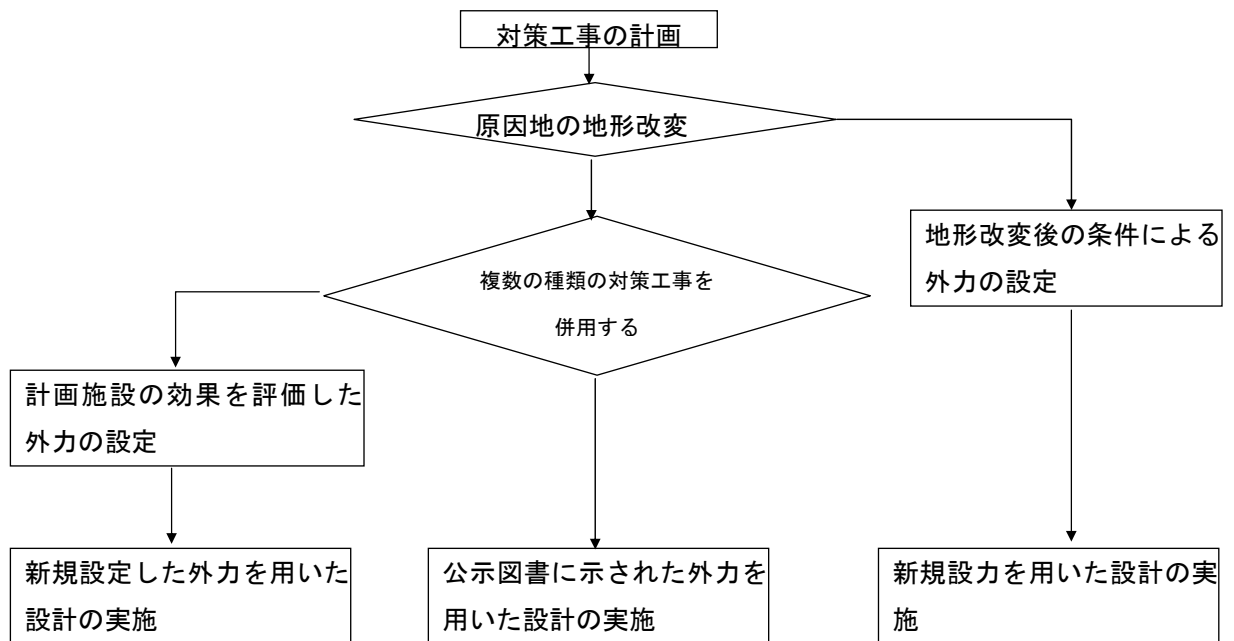 対策工事の計画
原因地の地形改変
地形改変後の条件による
外力の設定
複数の種類の対策工事を
併用する
計画施設の効果を評価した
外力の設定
新規設定した外力を用いた
設計の実施
公示図書に示された外力を
用いた設計の実施
新規設力を用いた設計の実
施